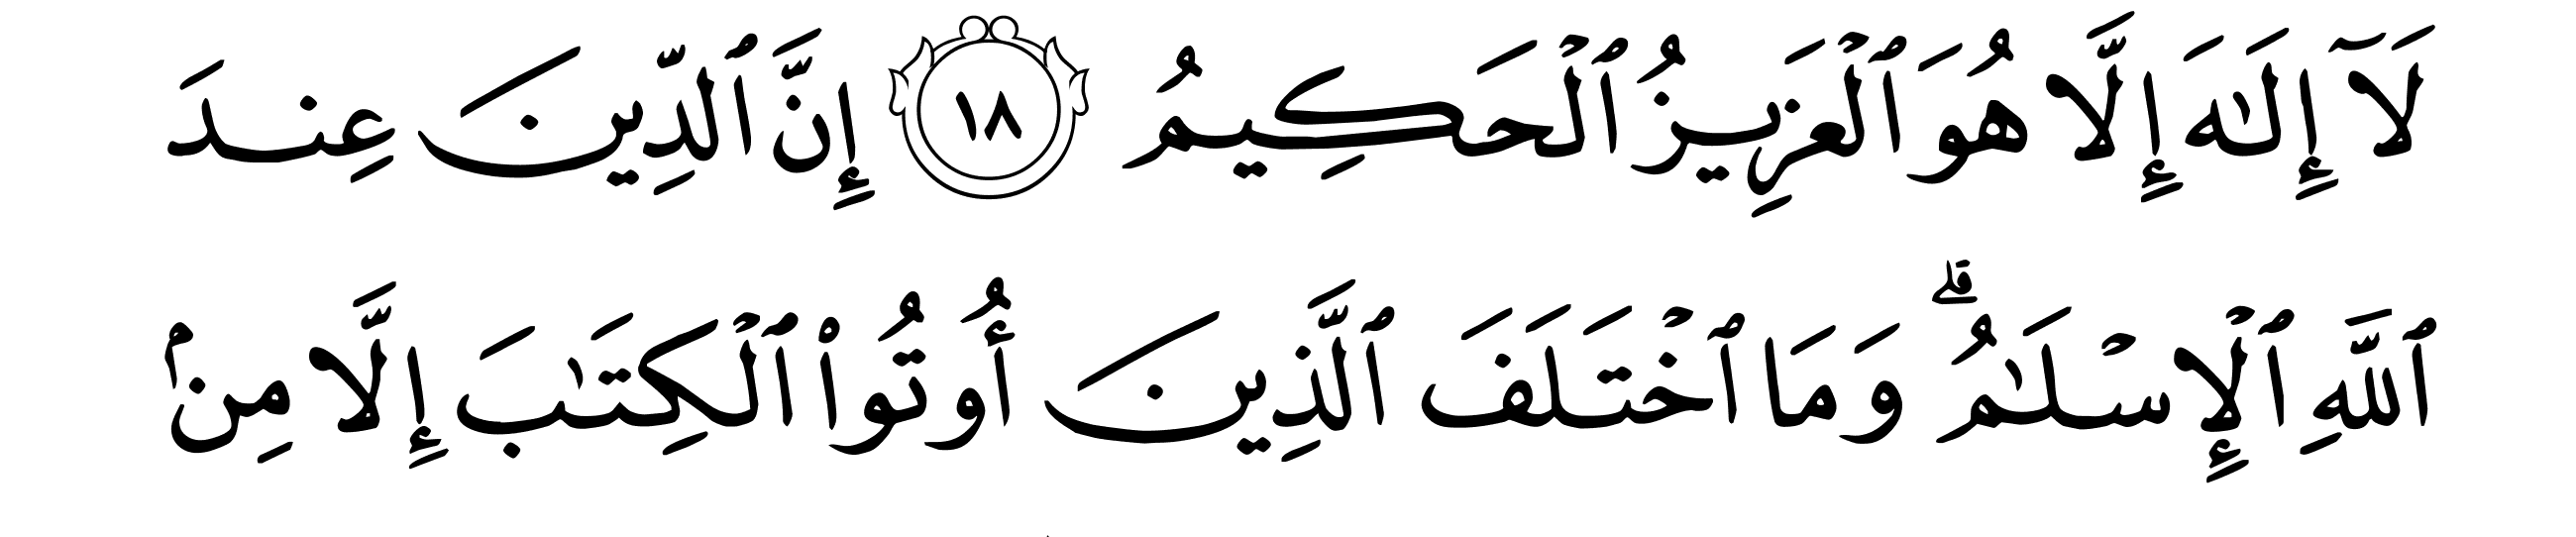 لَآ إِلَٰهَ إِلَّا هُوَ ٱلْعَزِيزُ ٱلْحَكِيمُ ١٨ إِنَّ ٱلدِّينَ عِندَ
ٱللَّهِ ٱلْإِسْلَٰمُ ۗ وَمَا ٱخْتَلَفَ ٱلَّذِينَ أُوتُوا۟ ٱلْكِتَٰبَ إِلَّا مِنۢ